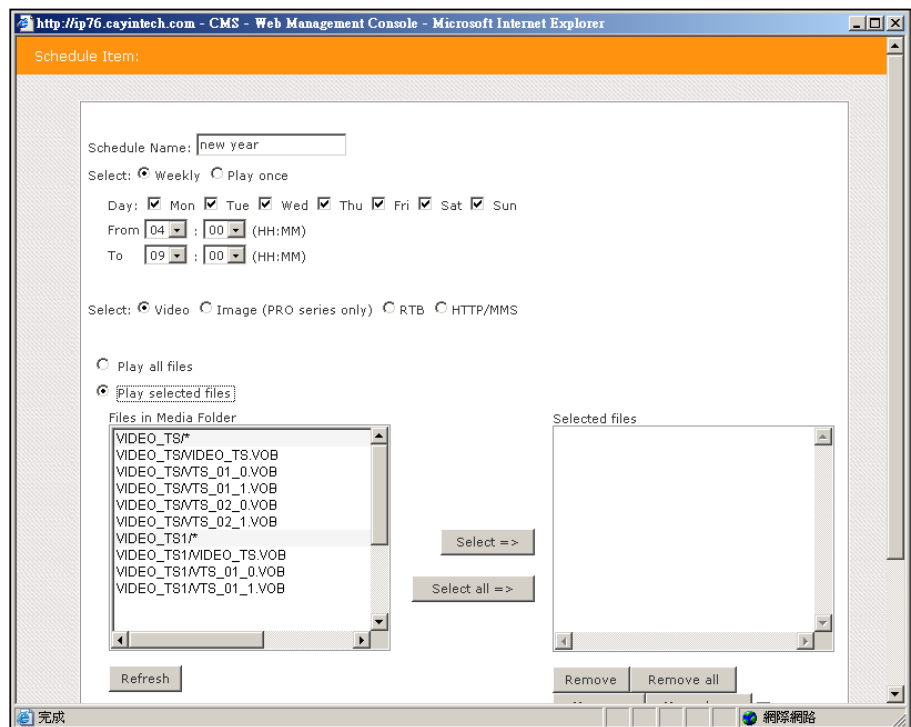 http://ip76.cayintech.com - CMS - Web Management Console - Microsoft Internet Explorer
Schedule Item:
Schedule Name: new year
Select: Weekly Play once
Day: Mon Tue Wed Thu Fri Sat Sun
From 04 : 00 (HH:MM)
To 09 : 00 (HH:MM)
Select: Video Image (PRO series only) RTB HTTP/MMS
Play all files
Play selected files
Files in Media Folder
VIDEO_TS/*
VIDEO_TS/VIDEO_TS.VOB
VIDEO_TS/VTS_01_0.VOB
VIDEO_TS/VTS_01_1.VOB
VIDEO_TS/VTS_02_0.VOB
VIDEO_TS/VTS_02_1.VOB
VIDEO_TS1/*
VIDEO_TS1/VIDEO_TS.VOB
VIDEO_TS1/VTS_01_0.VOB
VIDEO_TS1/VTS_01_1.VOB
Select =>
Select all =>
Selected files
Refresh
Remove Remove all
完成 網際網路